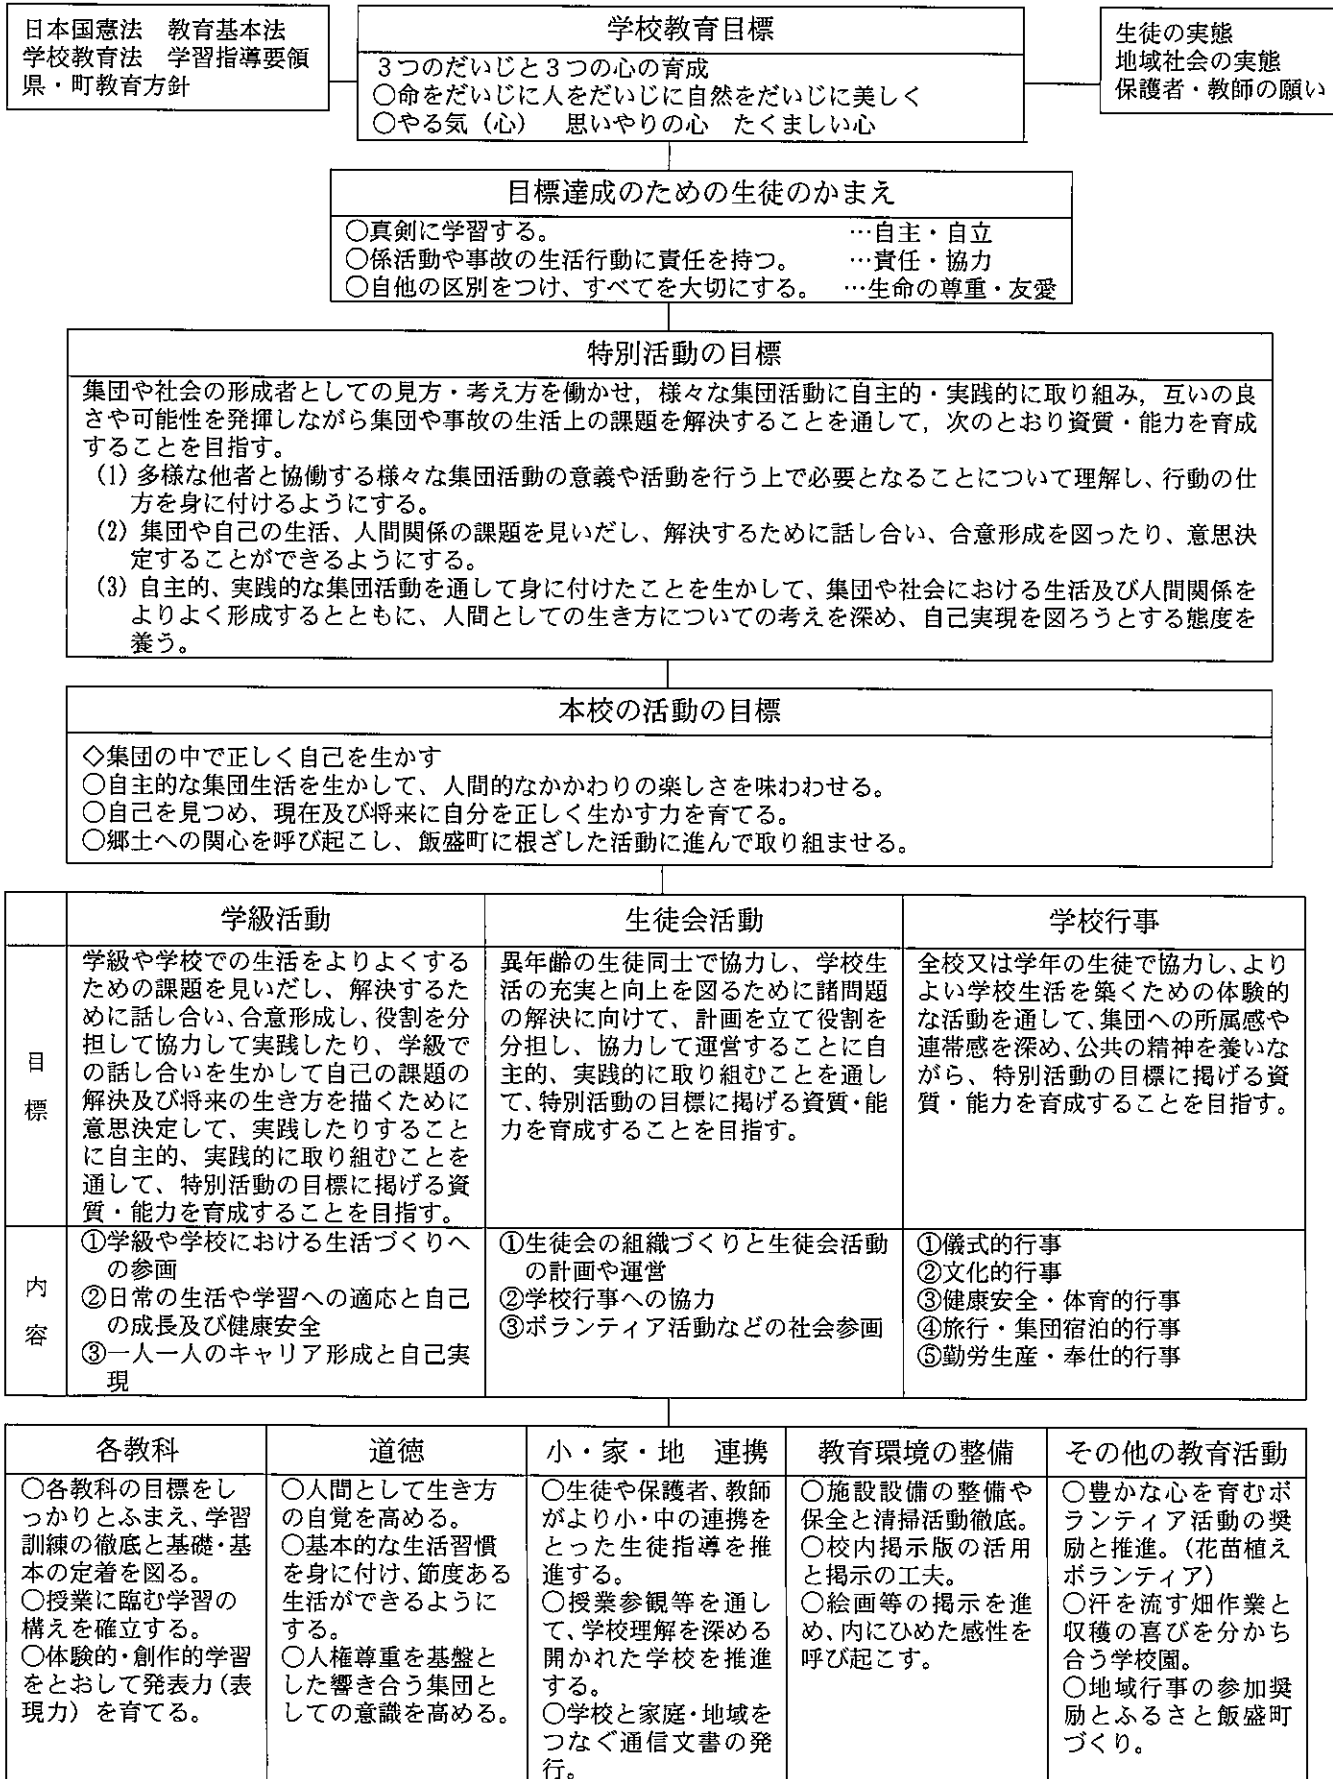 日本国憲法　教育基本法
学校教育法　学習指導要領
県・町教育方針
学校教育目標
３つのだいじと３つの心の育成
○命をだいじに人をだいじに自然をだいじに美しく
○やる気（心）　思いやりの心　たくましい心
生徒の実態
地域社会の実態
保護者・教師の願い
目標達成のための生徒のかまえ
○真剣に学習する。　…自主・自立
○係活動や事故の生活行動に責任を持つ。　…責任・協力
○自他の区別をつけ、すべてを大切にする。　…生命の尊重・友愛
特別活動の目標
集団や社会の形成者としての見方・考え方を働かせ，様々な集団活動に自主的・実践的に取り組み，互いの良
さや可能性を発揮しながら集団や事故の生活上の課題を解決することを通して，次のとおり資質・能力を育成
することを目指す。
(1) 多様な他者と協働する様々な集団活動の意義や活動を行う上で必要となることについて理解し、行動の仕
方を身に付けるようにする。
(2) 集団や自己の生活、人間関係の課題を見いだし、解決するために話し合い、合意形成を図ったり、意思決
定することができるようにする。
(3) 自主的、実践的な集団活動を通して身に付けたことを生かして、集団や社会における生活及び人間関係を
よりよく形成するとともに、人間としての生き方についての考えを深め、自己実現を図ろうとする態度を
養う。
本校の活動の目標
◇集団の中で正しく自己を生かす
○自主的な集団生活を生かして、人間的なかかわりの楽しさを味わわせる。
○自己を見つめ、現在及び将来に自分を正しく生かす力を育てる。
○郷土への関心を呼び起こし、飯盛町に根ざした活動に進んで取り組ませる。
学級活動
生徒会活動
学校行事
目標
学級や学校での生活をよりよくする
ための課題を見いだし、解決するた
めに話し合い、合意形成し、役割を分
担して協力して実践したり、学級で
の話し合いを生かして自己の課題の
解決及び将来の生き方を描くために
意思決定して、実践したりすること
に自主的、実践的に取り組むことを
通して、特別活動の目標に掲げる資
質・能力を育成することを目指す。
異年齢の生徒同士で協力し、学校生
活の充実と向上を図るために諸問題
の解決に向けて、計画を立て役割を
分担し、協力して運営することに自
主的、実践的に取り組むことを通し
て、特別活動の目標に掲げる資質・能
力を育成することを目指す。
全校又は学年の生徒で協力し、より
よい学校生活を築くための体験的
な活動を通して、集団への所属感や
連帯感を深め、公共の精神を養いな
がら、特別活動の目標に掲げる資
質・能力を育成することを目指す。
内容
①学級や学校における生活づくりへ
の参画
②日常の生活や学習への適応と自己
の成長及び健康安全
③一人一人のキャリア形成と自己実
現
①生徒会の組織づくりと生徒会活動
の計画や運営
②学校行事への協力
③ボランティア活動などの社会参画
①儀式的行事
②文化的行事
③健康安全・体育的行事
④旅行・集団宿泊的行事
⑤勤労生産・奉仕的行事
各教科
○各教科の目標をし
っかりとふまえ、学習
訓練の徹底と基礎・基
本の定着を図る。
○授業に臨む学習の
構えを確立する。
○体験的・創作的学習
をとおして発表力（表
現力）を育てる。
道徳
○人間として生き方
の自覚を高める。
○基本的な生活習慣
を身に付け、節度ある
生活ができるように
する。
○人権尊重を基盤と
した響き合う集団と
しての意識を高める。
小・家・地　連携
○生徒や保護者、教師
がより小・中の連携を
とった生徒指導を推
進する。
○授業参観等を通し
て、学校理解を深める
開かれた学校を推進
する。
○学校と家庭・地域を
つなぐ通信文書の発
行。
教育環境の整備
○施設設備の整備や
保全と清掃活動徹底。
○校内掲示版の活用
と掲示の工夫。
○絵画等の掲示を進
め、内にひめた感性を
呼び起こす。
その他の教育活動
○豊かな心を育むボ
ランティア活動の奨
励と推進。（花苗植え
ボランティア）
○汗を流す畑作業と
収穫の喜びを分かち
合う学校園。
○地域行事の参加奨
励とふるさと飯盛町
づくり。